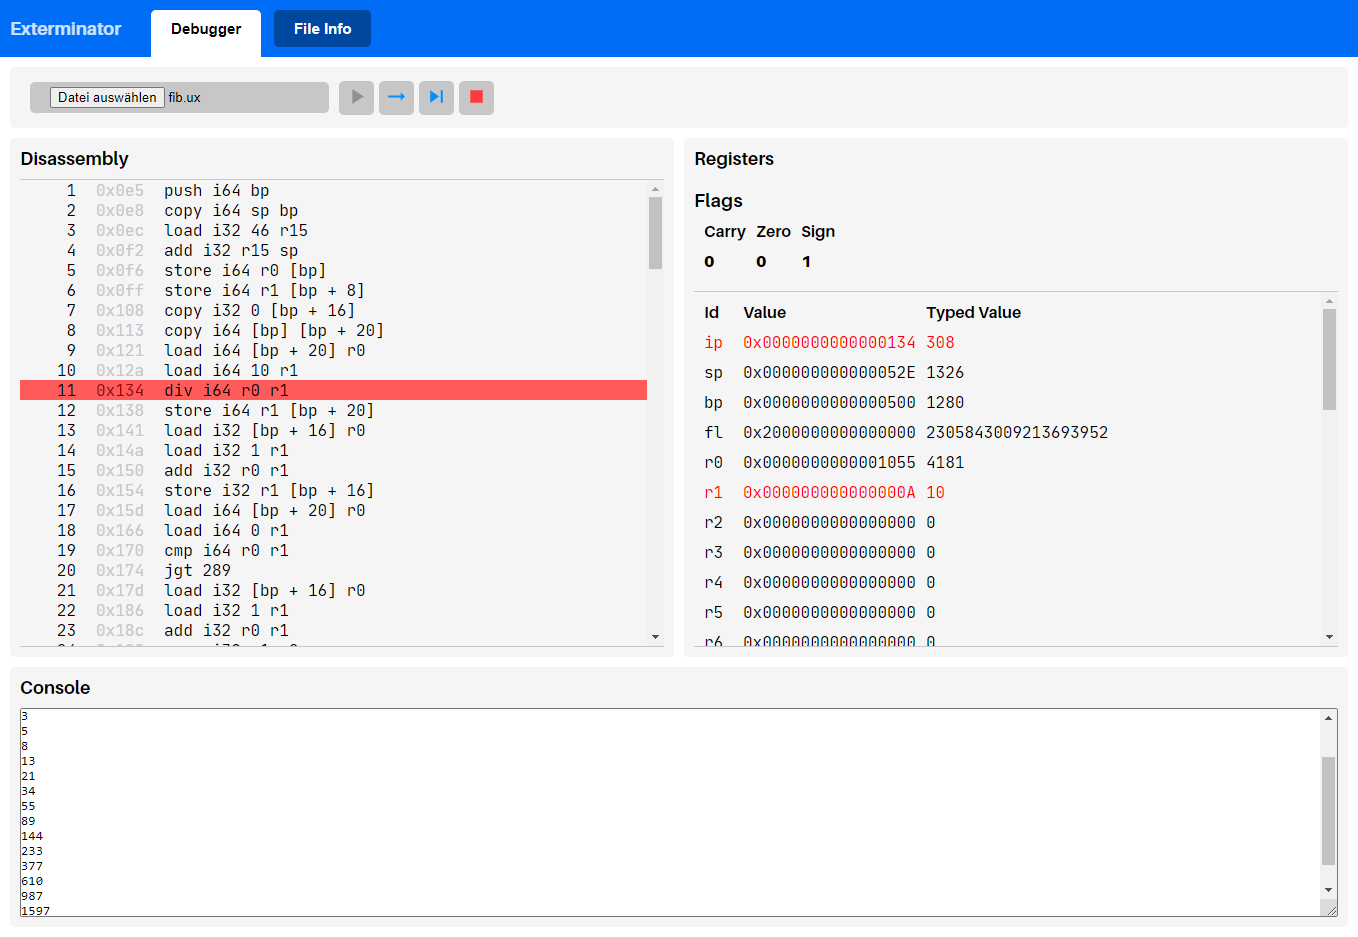 Exterminator Debugger File Info
Datei auswählen fib.ux
Disassembly
1 0x0e5 push i64 bp
2 0x0e8 copy i64 sp bp
3 0x0ec load i32 46 r15
4 0x0f2 add i32 r15 sp
5 0x0f6 store i64 r0 [bp]
6 0x0ff store i64 r1 [bp + 8]
7 0x108 copy i32 0 [bp + 16]
8 0x113 copy i64 [bp] [bp + 20]
9 0x121 load i64 [bp + 20] r0
10 0x12a load i64 10 r1
11 0x134 div i64 r0 r1
12 0x138 store i64 r1 [bp + 20]
13 0x141 load i32 [bp + 16] r0
14 0x14a load i32 1 r1
15 0x150 add i32 r0 r1
16 0x154 store i32 r1 [bp + 16]
17 0x15d load i64 [bp + 20] r0
18 0x166 load i64 0 r1
19 0x170 cmp i64 r0 r1
20 0x174 jgt 289
21 0x17d load i32 [bp + 16] r0
22 0x186 load i32 1 r1
23 0x18c add i32 r0 r1
Registers
Flags
Carry Zero Sign
0 0 1
Id Value Typed Value
ip 0x0000000000000134 308
sp 0x000000000000052E 1326
bp 0x0000000000000500 1280
fl 0x2000000000000000 2305843009213693952
r0 0x0000000000001055 4181
r1 0x000000000000000A 10
r2 0x0000000000000000 0
r3 0x0000000000000000 0
r4 0x0000000000000000 0
r5 0x0000000000000000 0
r6 0x0000000000000000 0
Console
3
5
8
13
21
34
55
89
144
233
377
610
987
1597